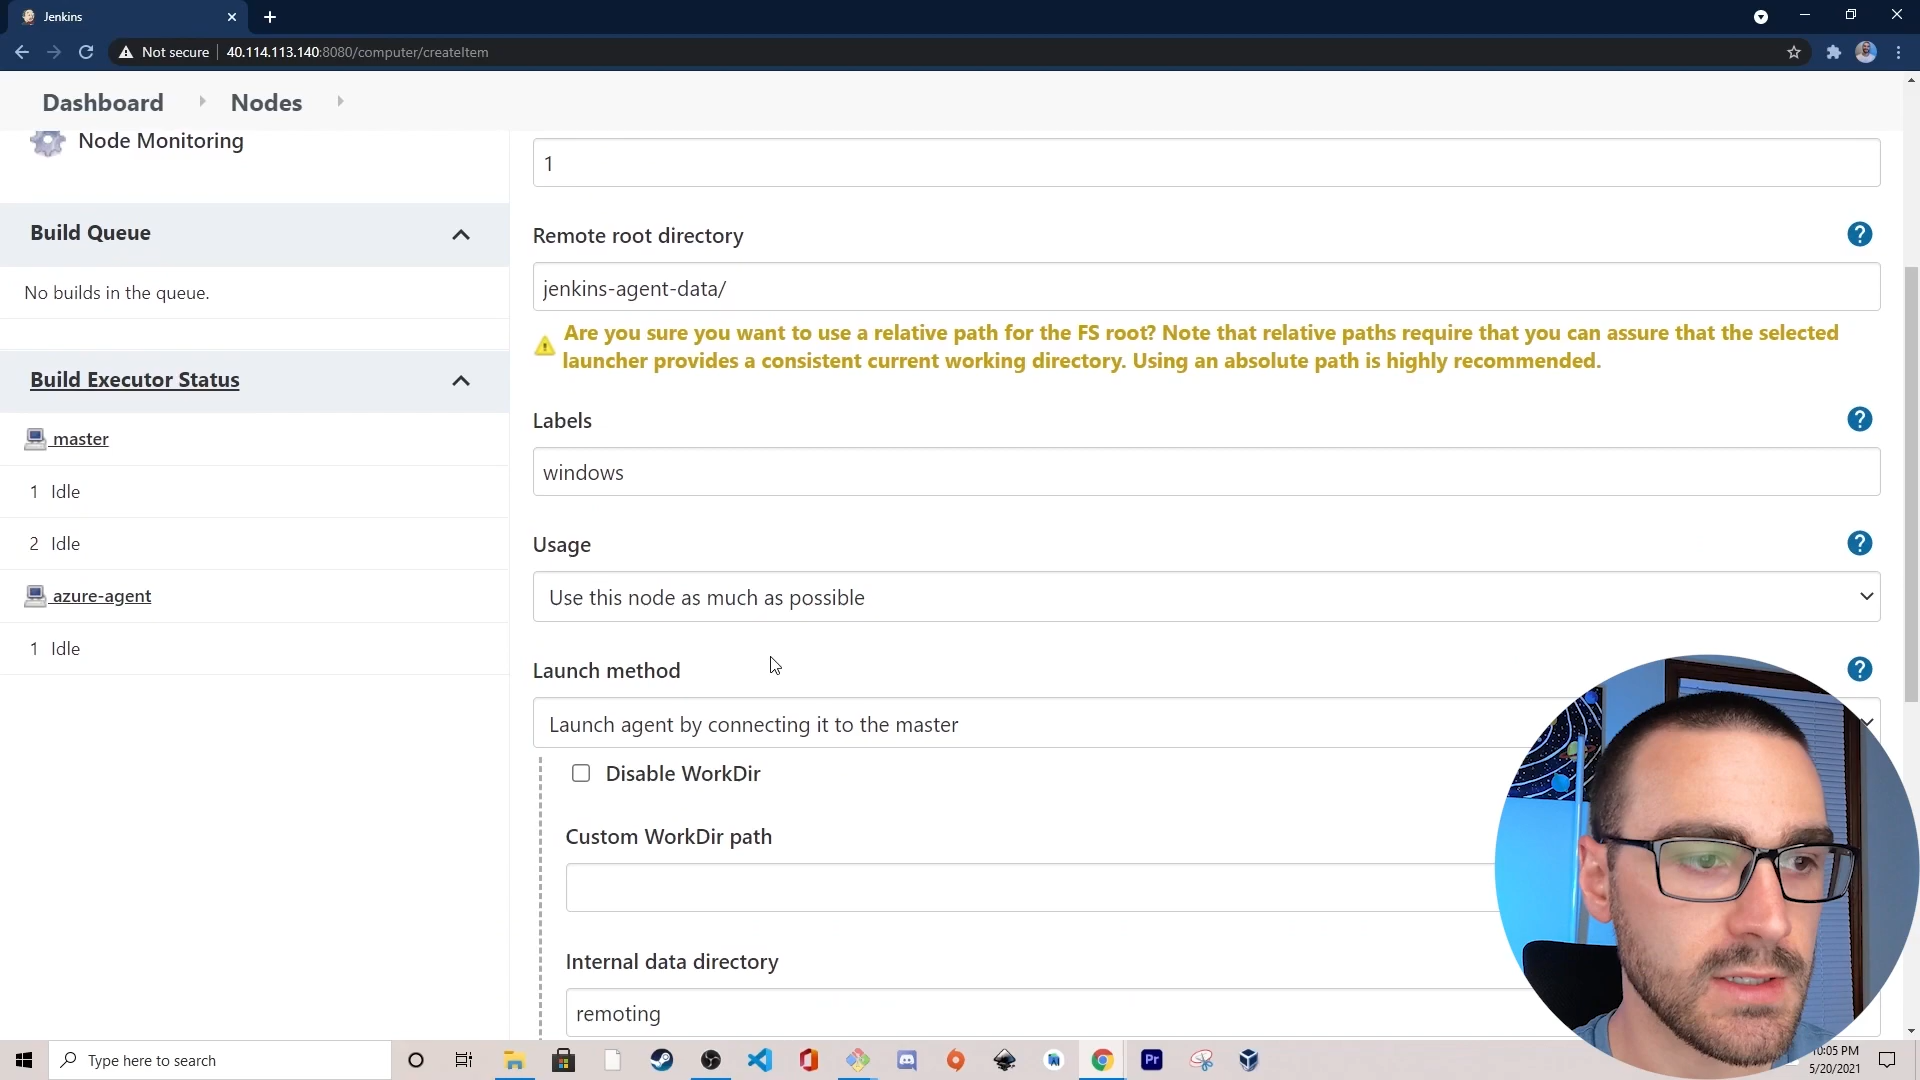 Jenkins
Not secure
40.114.113.140:8080/computer/createItem
Dashboard
Nodes
Node Monitoring
1
Build Queue
Remote root directory
No builds in the queue.
jenkins-agent-data/
Are you sure you want to use a relative path for the FS root? Note that relative paths require that you can assure that the selected
launcher provides a consistent current working directory. Using an absolute path is highly recommended.
Build Executor Status
Labels
master
windows
1 Idle
2 Idle
Usage
azure-agent
Use this node as much as possible
1 Idle
Launch method
Launch agent by connecting it to the master
Disable WorkDir
Custom WorkDir path
Internal data directory
remoting
Type here to search
Pr
10:05 PM
5/20/2021